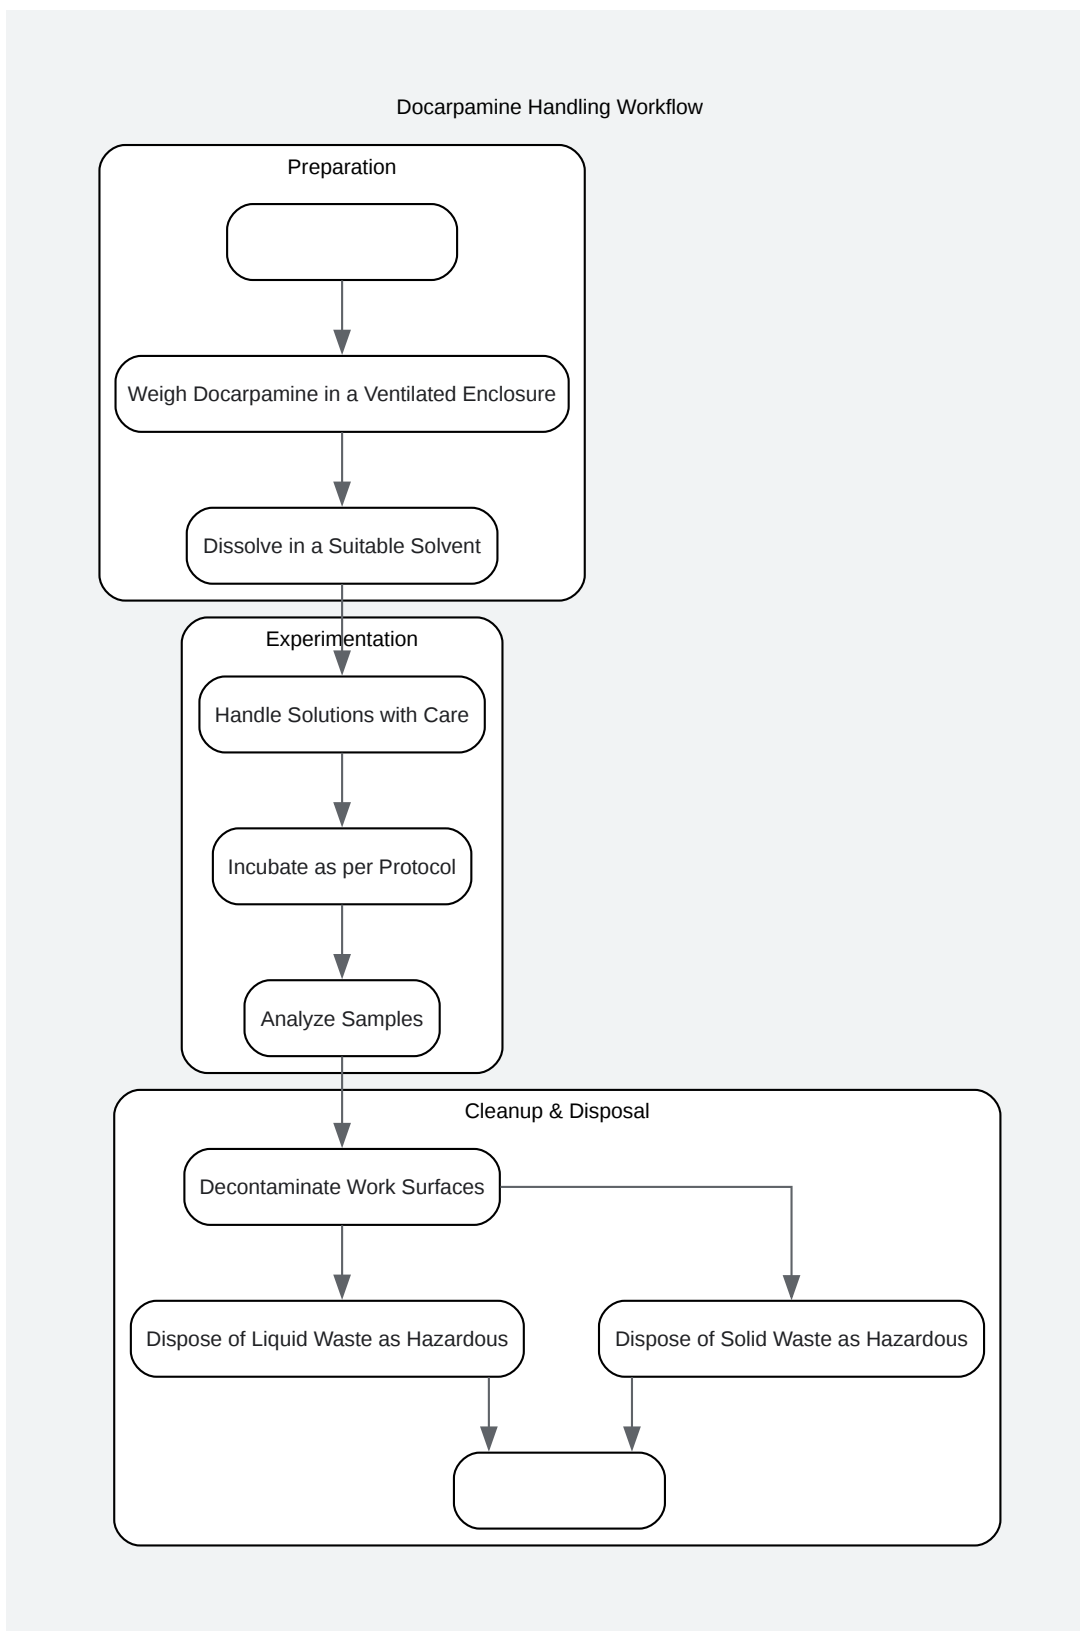 Docarpamine Handling Workflow
Preparation
Weigh Docarpamine in a Ventilated Enclosure
Dissolve in a Suitable Solvent
Experimentation
Handle Solutions with Care
Incubate as per Protocol
Analyze Samples
Cleanup & Disposal
Decontaminate Work Surfaces
Dispose of Liquid Waste as Hazardous
Dispose of Solid Waste as Hazardous